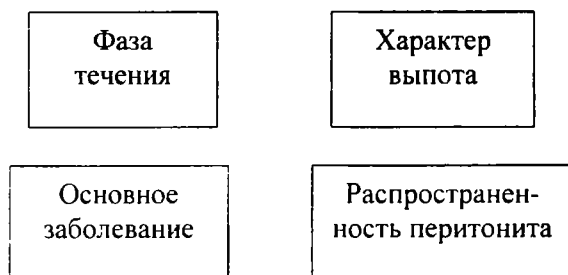 Фаза
течения
Характер
выпота
Основное
заболевание
Распространен-
ность перитонита